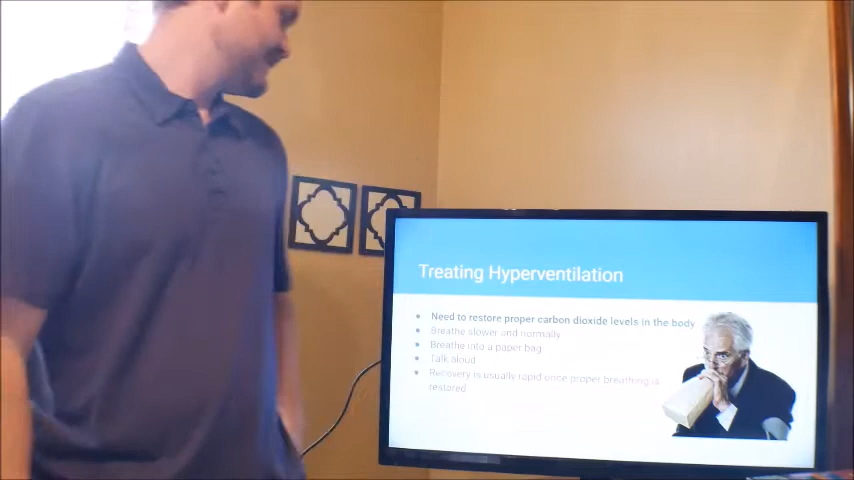 Treating Hyperventilation
Need to restore proper carbon dioxide levels in the body
Breathe slower and normally
Breathe into a paper bag
Talk aloud
Recovery is usually rapid once proper breathing is
restored